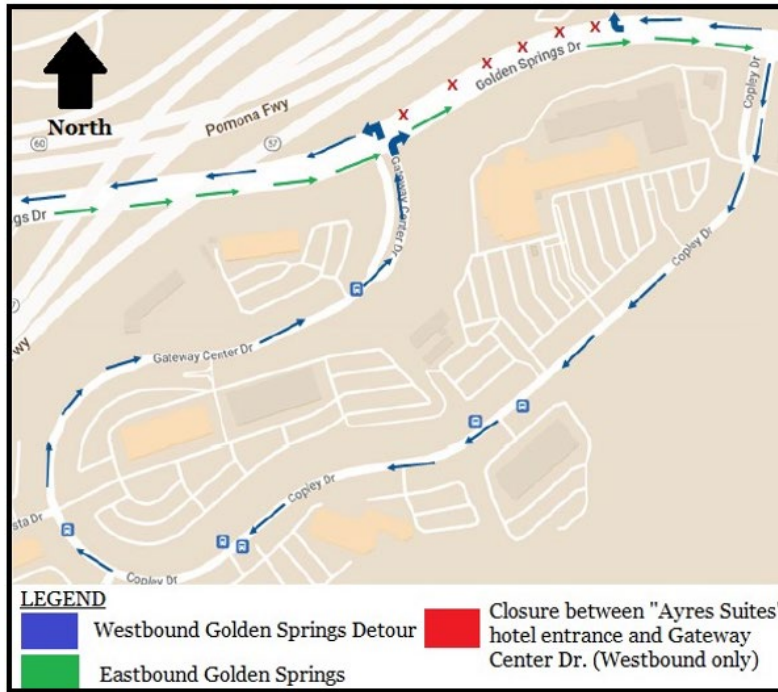 North
Pomona Fwy
60
57
Golden Springs Dr
Copley Dr
Gateway Center Dr
ngs Dr
Copley Dr
wy
Gateway Center Dr
Copley Dr
sta Dr
Copley Dr
LEGEND
Westbound Golden Springs Detour
Eastbound Golden Springs
Closure between "Ayres Suites"
hotel entrance and Gateway
Center Dr. (Westbound only)